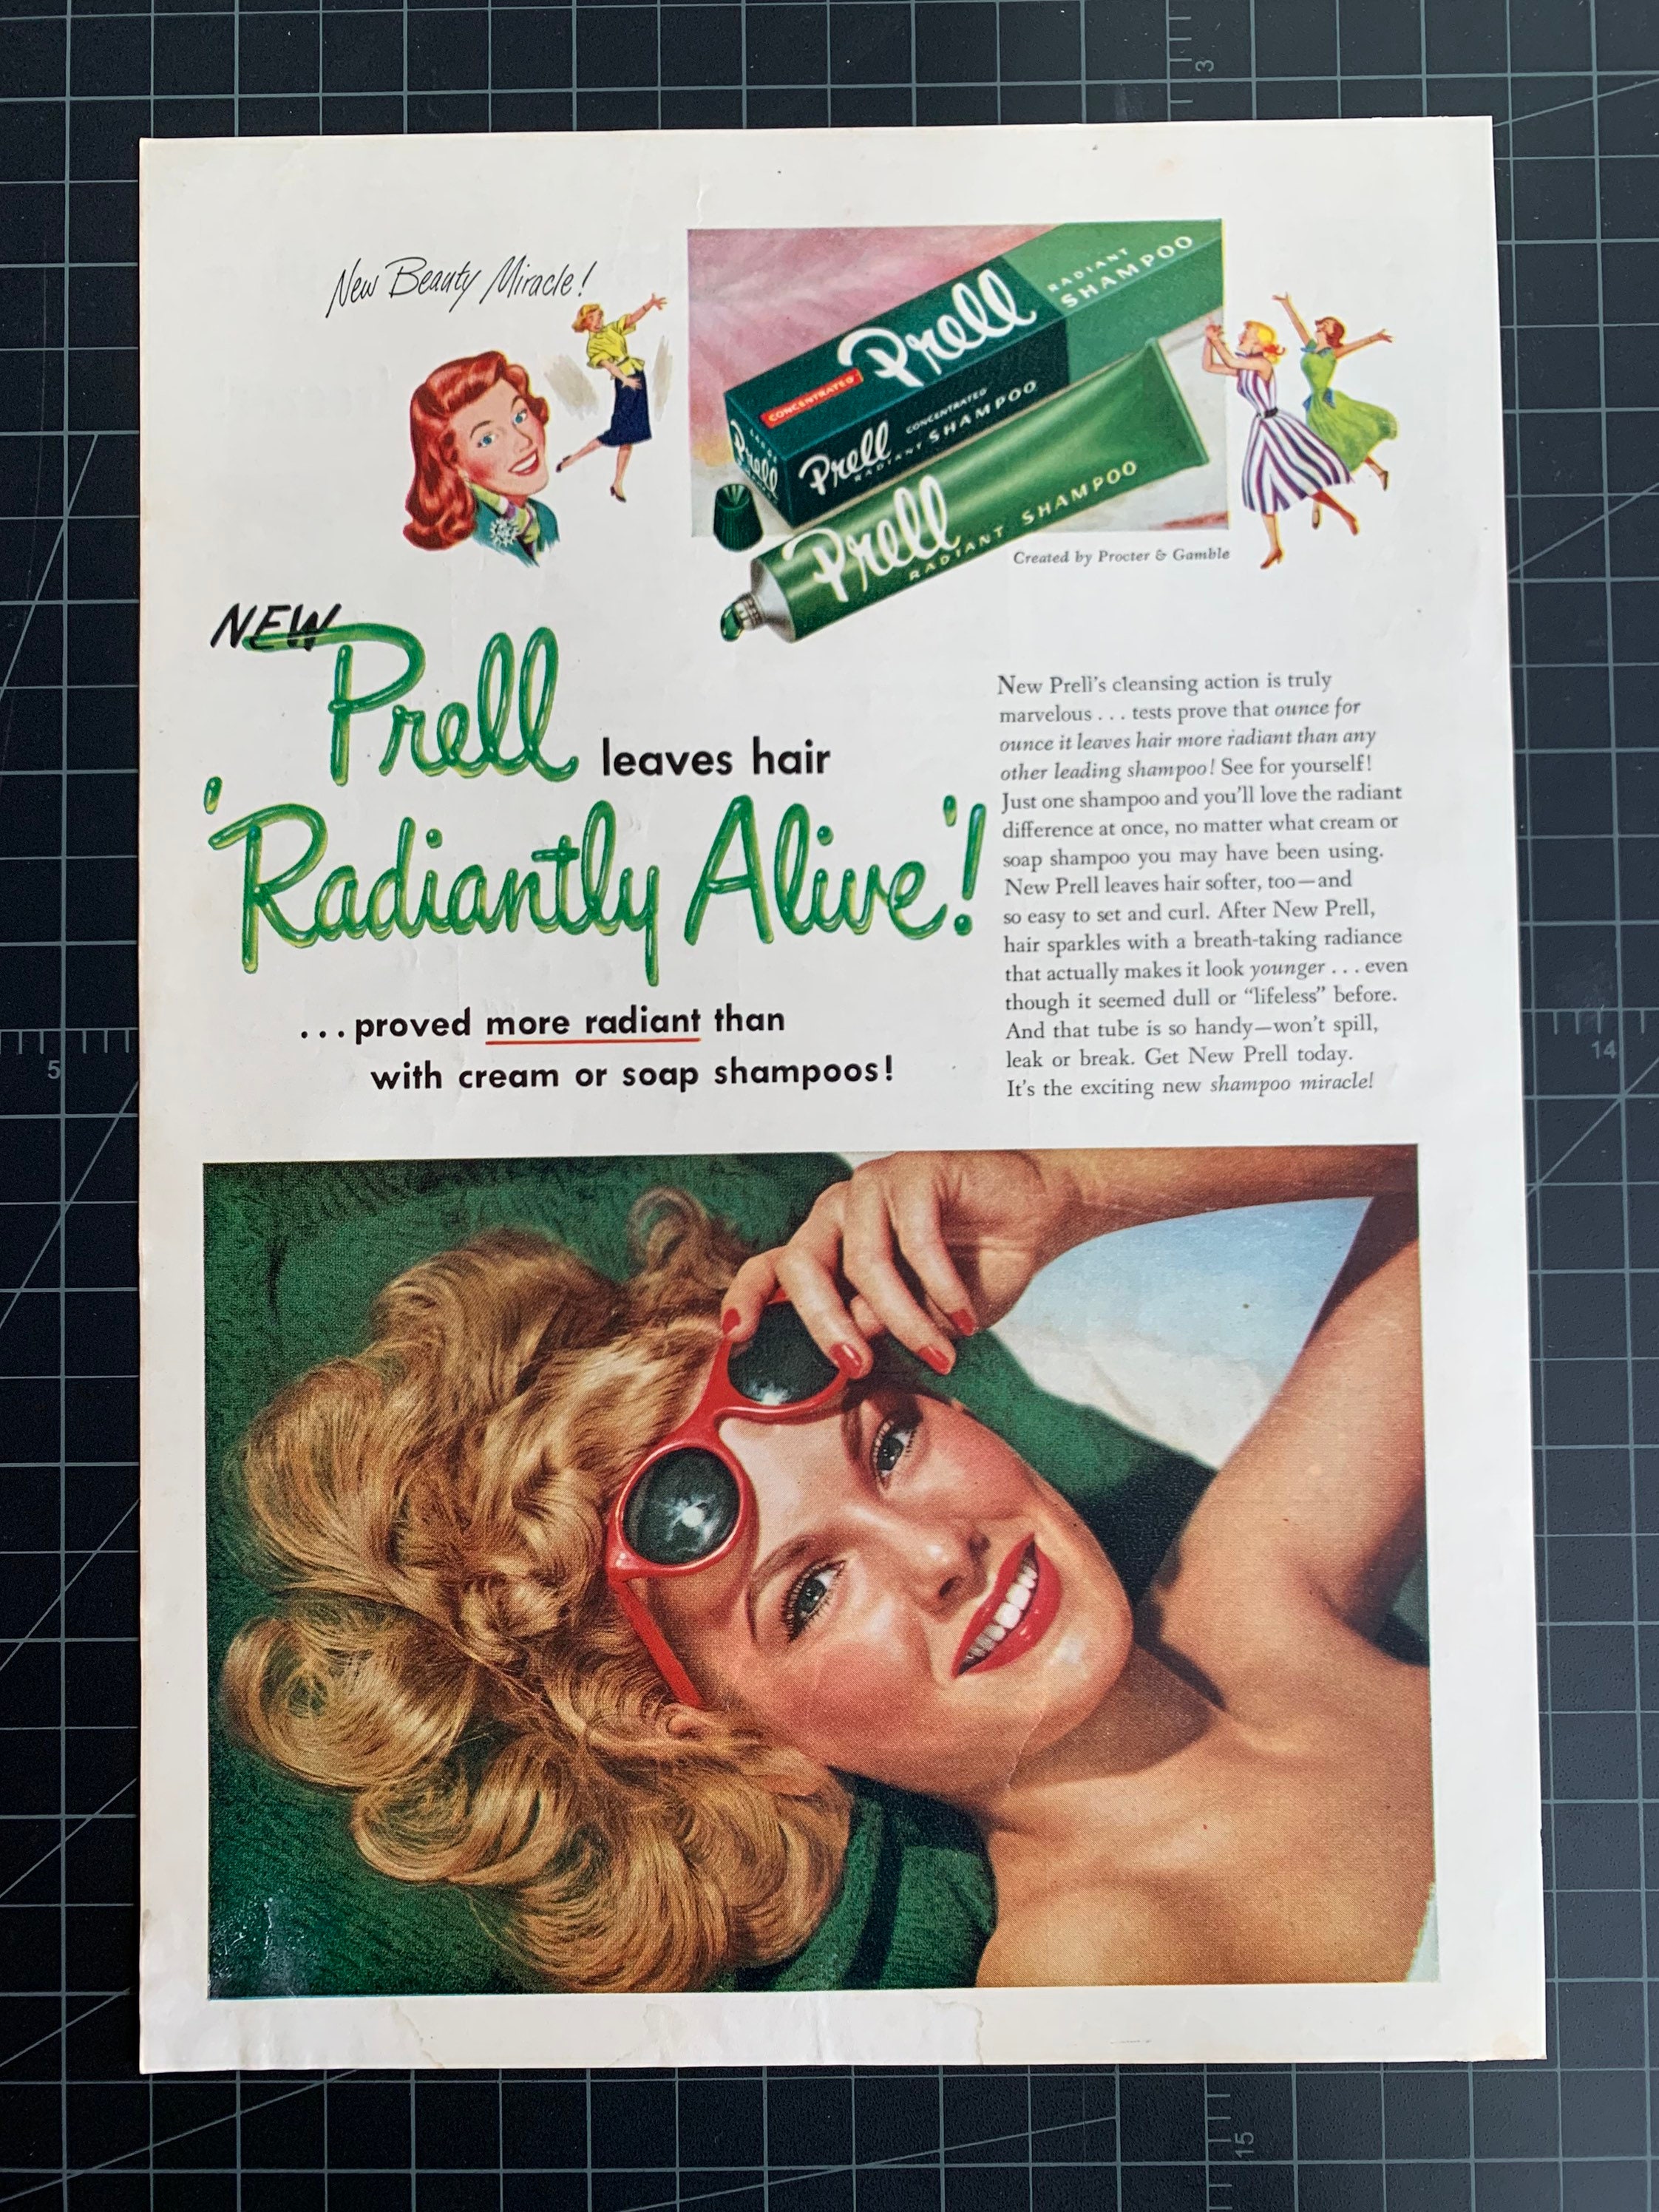 New Beauty Miracle!
CONCENTRATED
Prell
RADIANT
SHAMPOO
Prell
CONCENTRATED
RADIANT SHAMPOO
Prell
Prell
RADIANT SHAMPOO
Created by Procter & Gamble
NEW
Prell leaves hair
'Radiantly Alive'!
...proved more radiant than
with cream or soap shampoos!
New Prell's cleansing action is truly
marvelous . . . tests prove that ounce for
ounce it leaves hair more radiant than any
other leading shampoo! See for yourself!
Just one shampoo and you'll love the radiant
difference at once, no matter what cream or
soap shampoo you may have been using.
New Prell leaves hair softer, too—and
so easy to set and curl. After New Prell,
hair sparkles with a breath-taking radiance
that actually makes it look younger . . . even
though it seemed dull or "lifeless" before.
And that tube is so handy—won't spill,
leak or break. Get New Prell today.
It's the exciting new shampoo miracle!
3
5
14
15